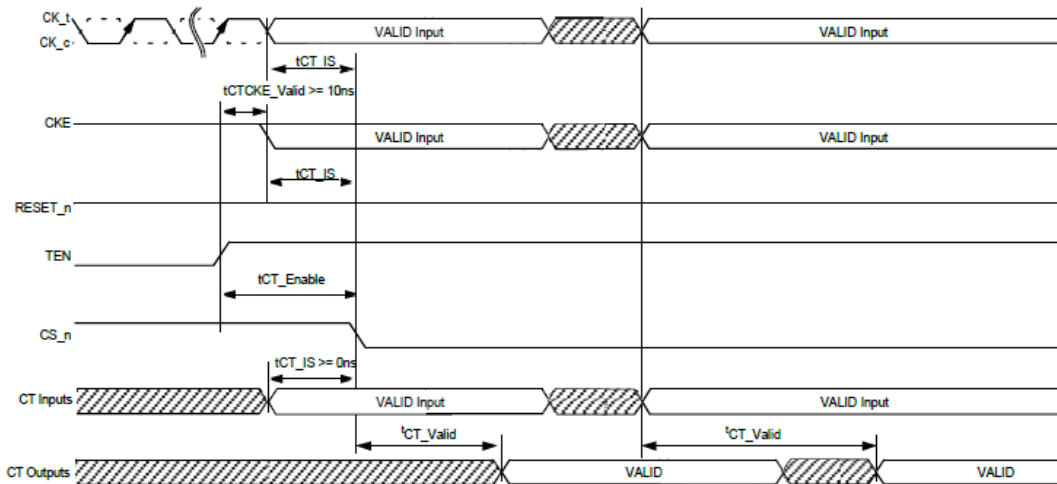 CK_t
CK_c
VALID Input
VALID Input
tCT_IS
tCTCKE_Valid >= 10ns
CKE
VALID Input
VALID Input
tCT_IS
RESET_n
TEN
tCT_Enable
CS_n
tCT_IS >= 0ns
CT Inputs
VALID Input
VALID Input
tCT_Valid
tCT_Valid
CT Outputs
VALID
VALID